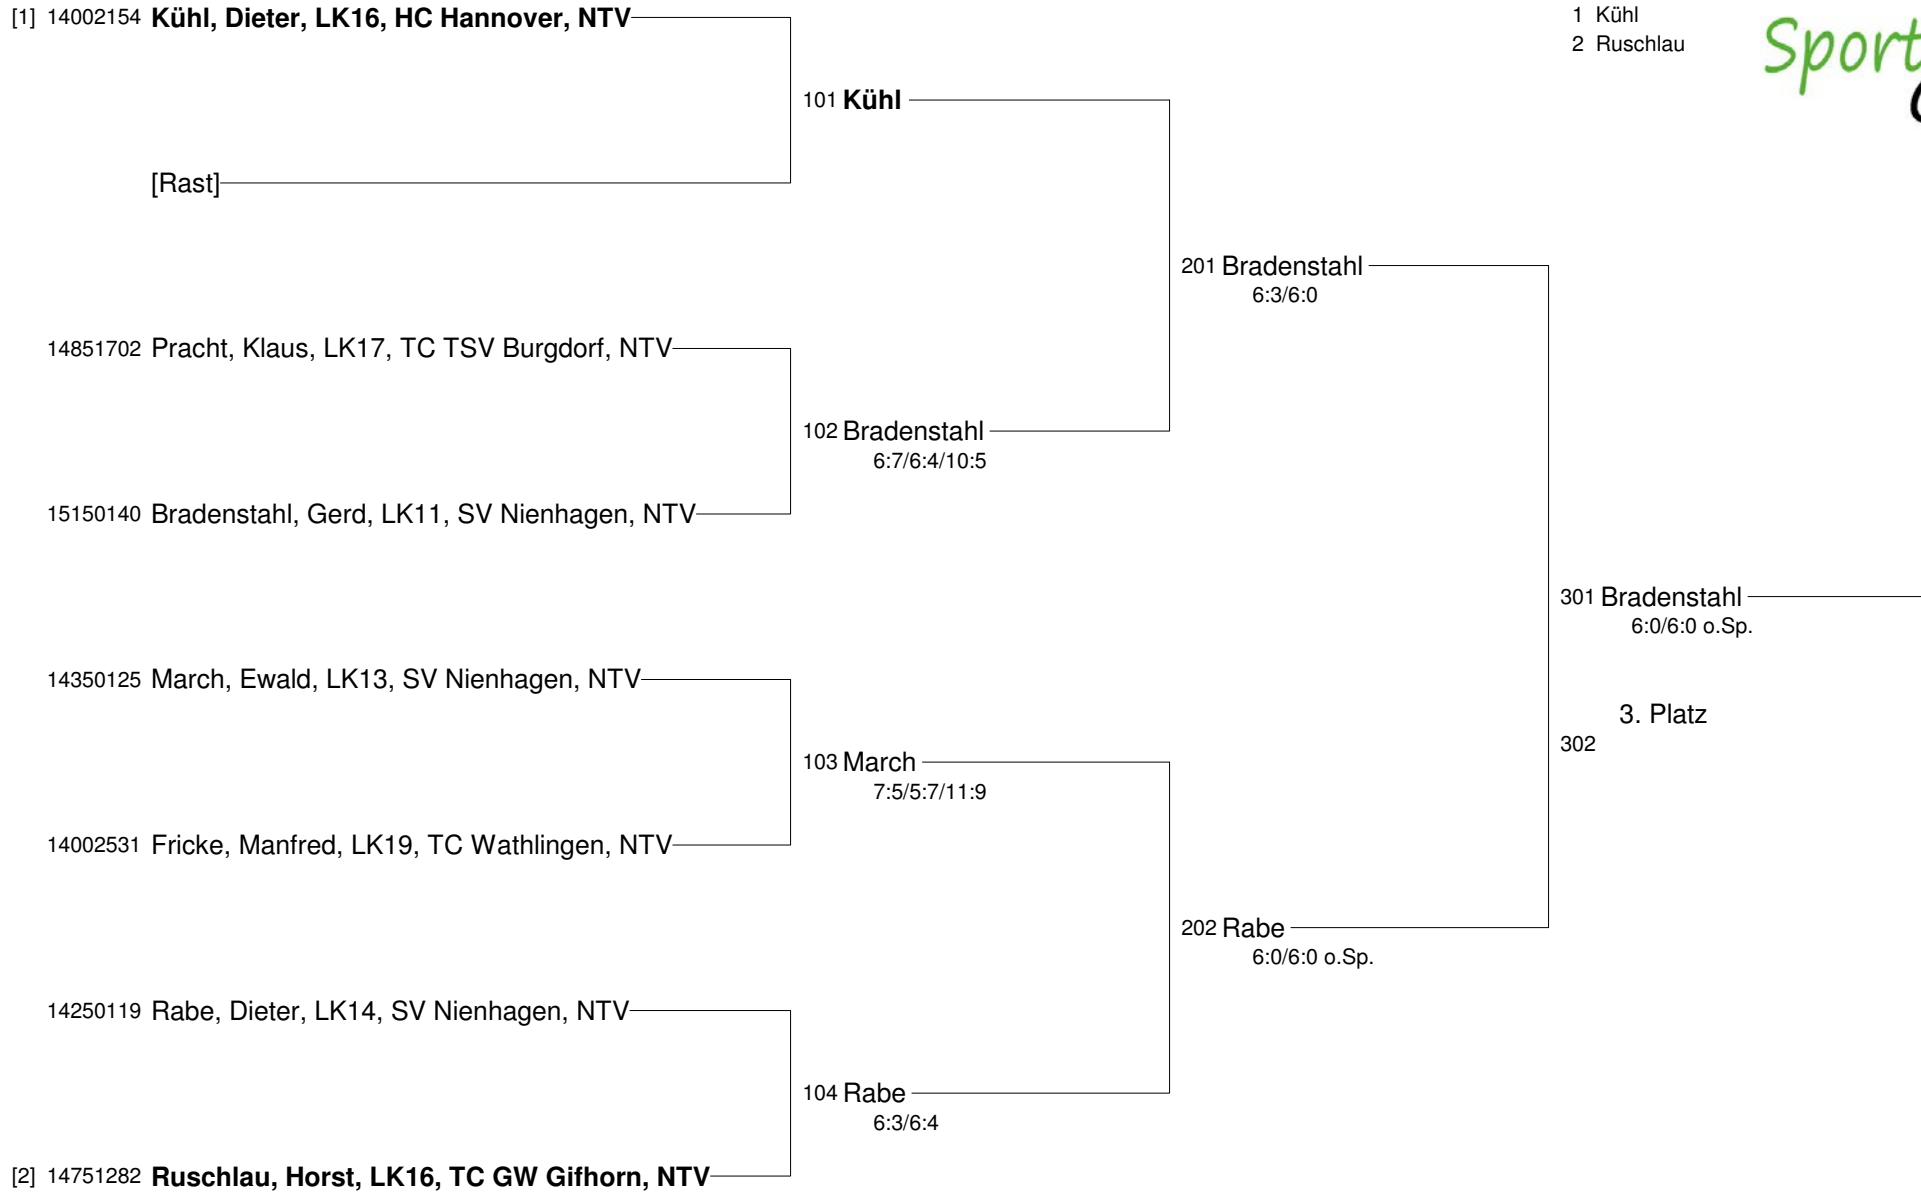 [1] 14002154 Kühl, Dieter, LK16, HC Hannover, NTV
1 Kühl
2 Ruschlau
Sport
101 Kühl
[Rast]
201 Bradenstahl
6:3/6:0
14851702 Pracht, Klaus, LK17, TC TSV Burgdorf, NTV
102 Bradenstahl
6:7/6:4/10:5
15150140 Bradenstahl, Gerd, LK11, SV Nienhagen, NTV
301 Bradenstahl
6:0/6:0 o.Sp.
14350125 March, Ewald, LK13, SV Nienhagen, NTV
3. Platz
302
103 March
7:5/5:7/11:9
14002531 Fricke, Manfred, LK19, TC Wathlingen, NTV
202 Rabe
6:0/6:0 o.Sp.
14250119 Rabe, Dieter, LK14, SV Nienhagen, NTV
104 Rabe
6:3/6:4
[2] 14751282 Ruschlau, Horst, LK16, TC GW Gifhorn, NTV